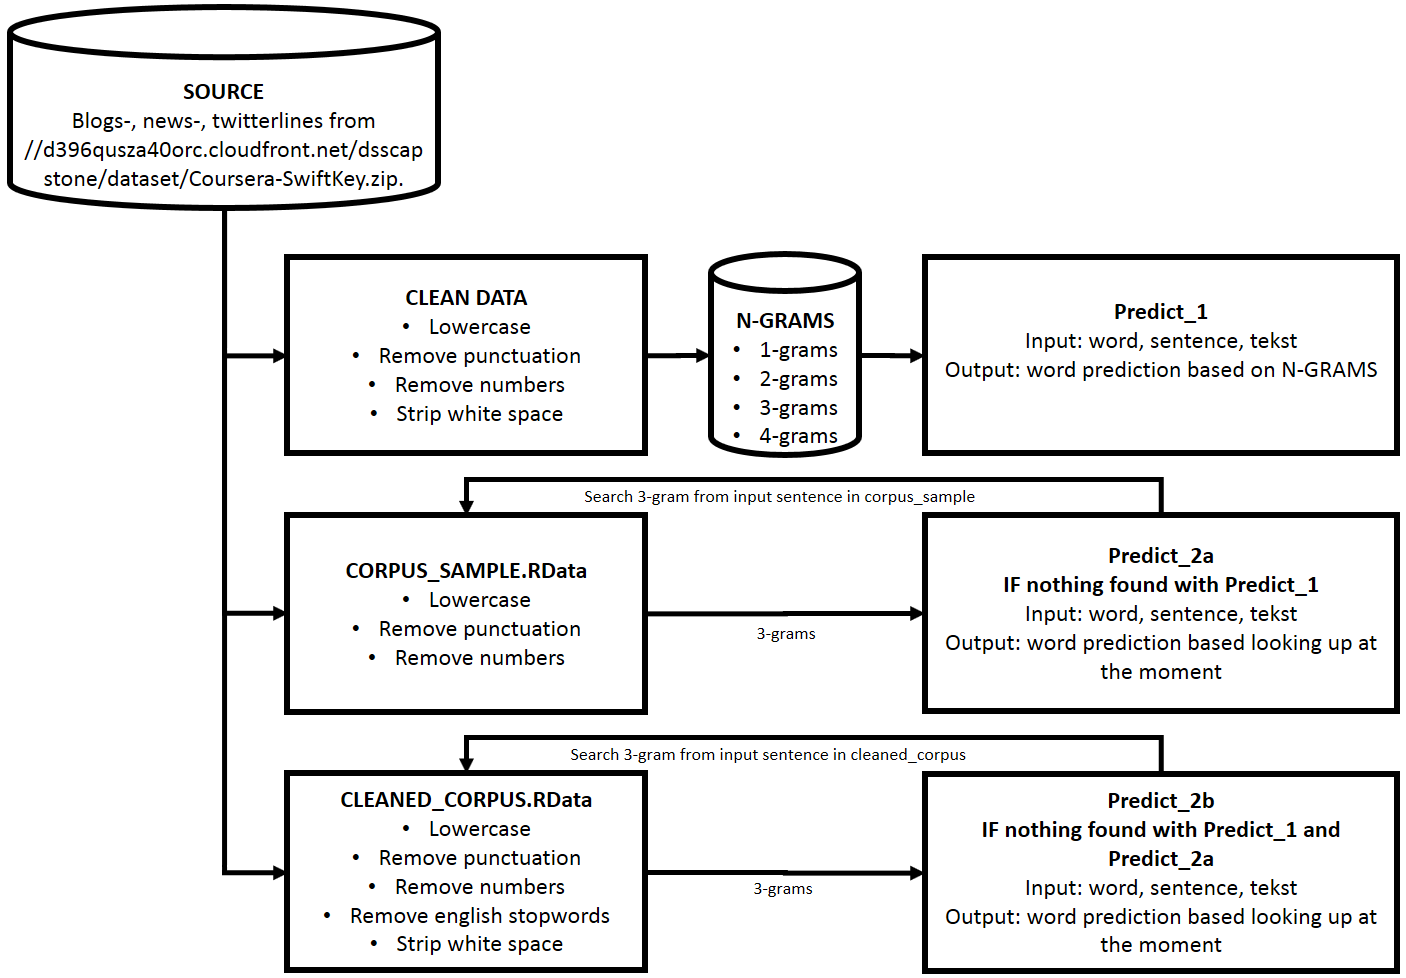 SOURCE
Blogs-, news-, twitterlines from
//d396qusza40orc.cloudfront.net/dsscap
stone/dataset/Coursera-SwiftKey.zip.
CLEAN DATA
• Lowercase
• Remove punctuation
• Remove numbers
• Strip white space
N-GRAMS
• 1-grams
• 2-grams
• 3-grams
• 4-grams
Predict_1
Input: word, sentence, tekst
Output: word prediction based on N-GRAMS
Search 3-gram from input sentence in corpus_sample
CORPUS_SAMPLE.RData
• Lowercase
• Remove punctuation
• Remove numbers
3-grams
Predict_2a
IF nothing found with Predict_1
Input: word, sentence, tekst
Output: word prediction based looking up at
the moment
Search 3-gram from input sentence in cleaned_corpus
CLEANED_CORPUS.RData
• Lowercase
• Remove punctuation
• Remove numbers
• Remove english stopwords
• Strip white space
3-grams
Predict_2b
IF nothing found with Predict_1 and
Predict_2a
Input: word, sentence, tekst
Output: word prediction based looking up at
the moment